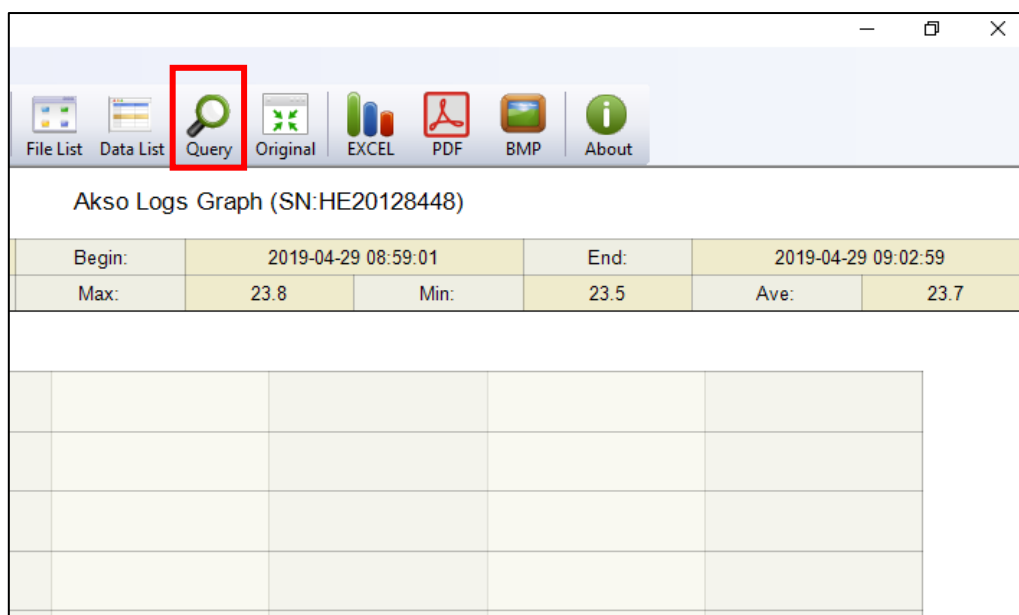 File List Data List Query Original EXCEL PDF BMP About
Akso Logs Graph (SN:HE20128448)
Begin: 2019-04-29 08:59:01 End: 2019-04-29 09:02:59
Max: 23.8 Min: 23.5 Ave: 23.7